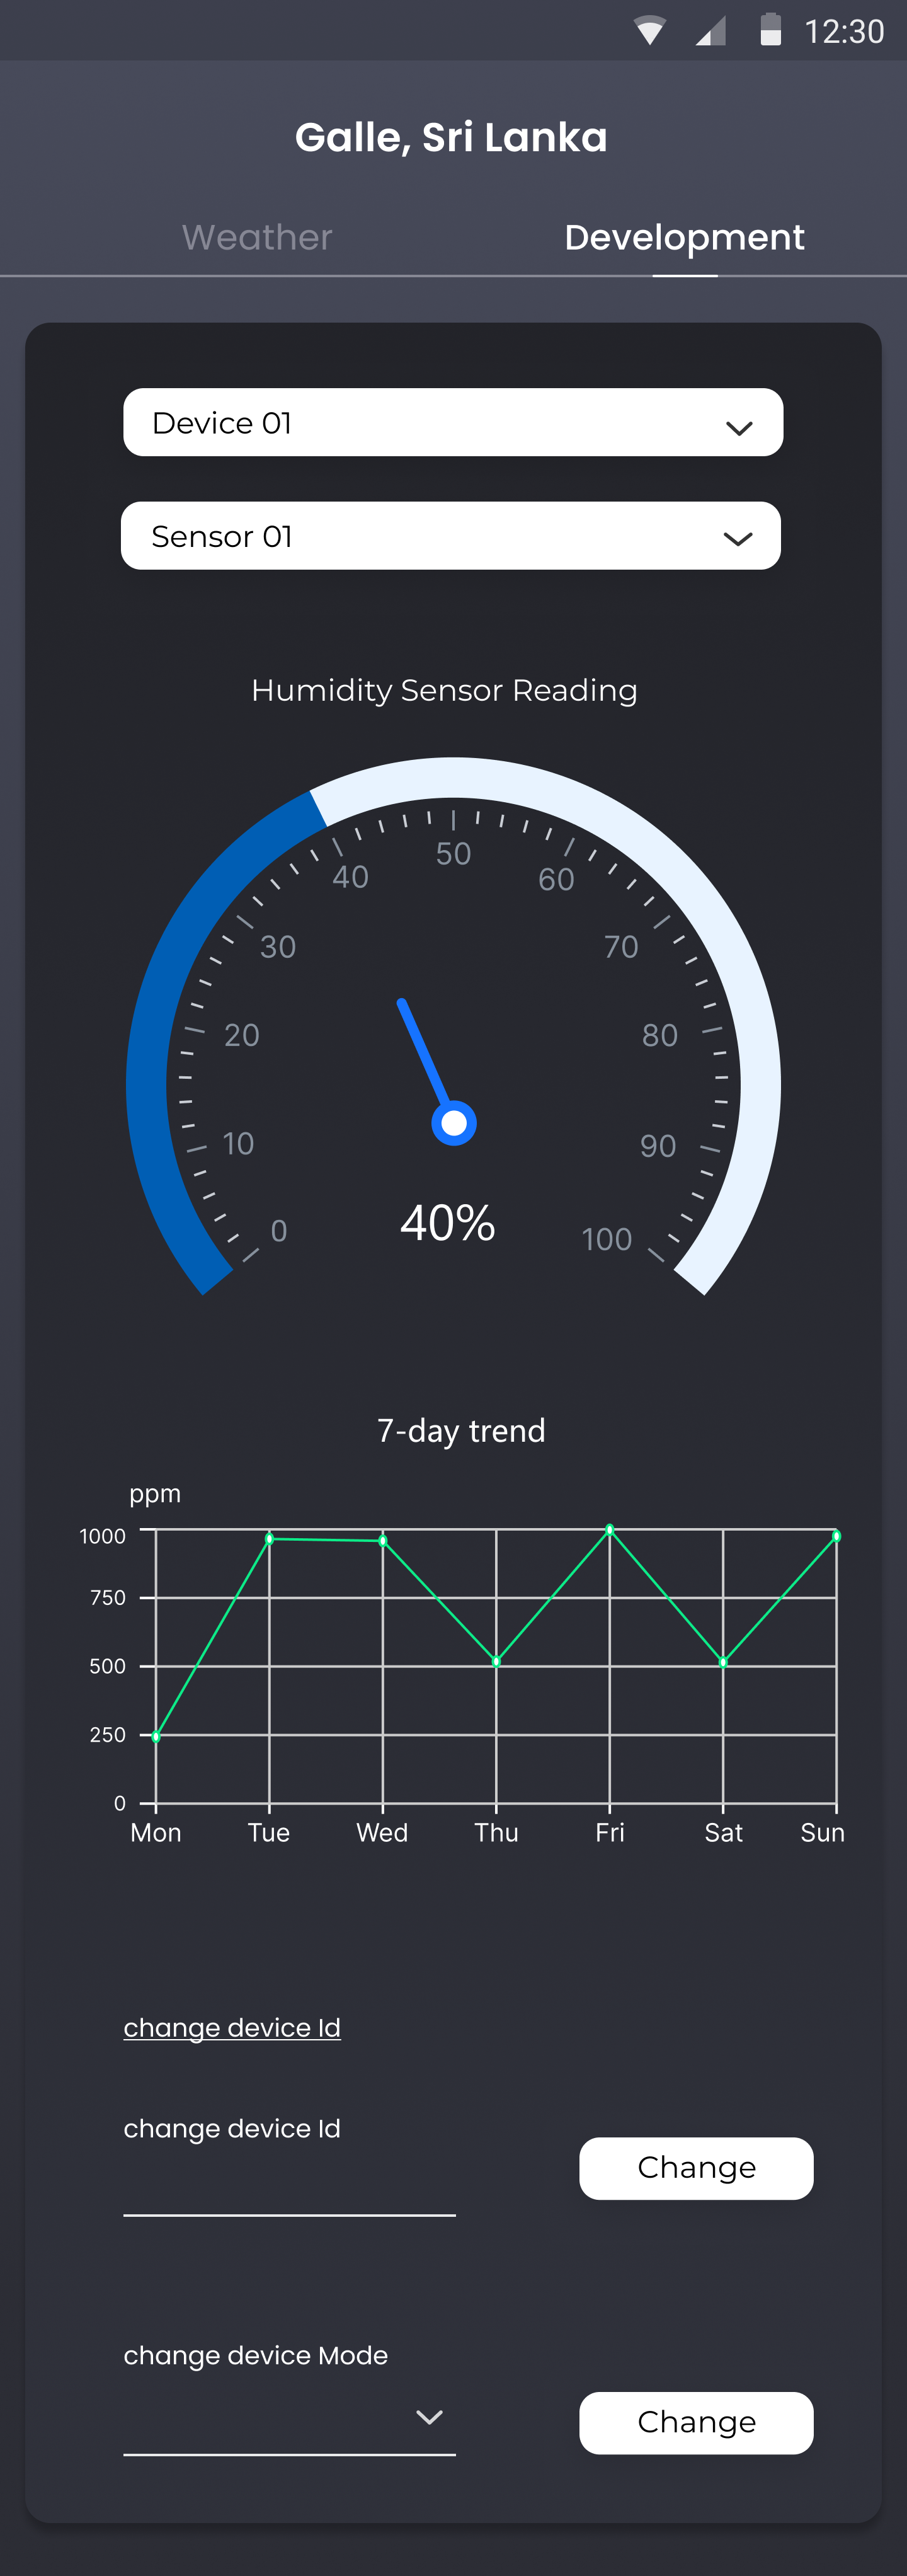 12:30
Galle, Sri Lanka
Weather Development
Device 01
Sensor 01
Humidity Sensor Reading
50
40 60
30 70
20 80
10 90
0 100
40%
7-day trend
ppm
1000
750
500
250
0
Mon Tue Wed Thu Fri Sat Sun
change device Id
change device Id
Change
change device Mode
Change